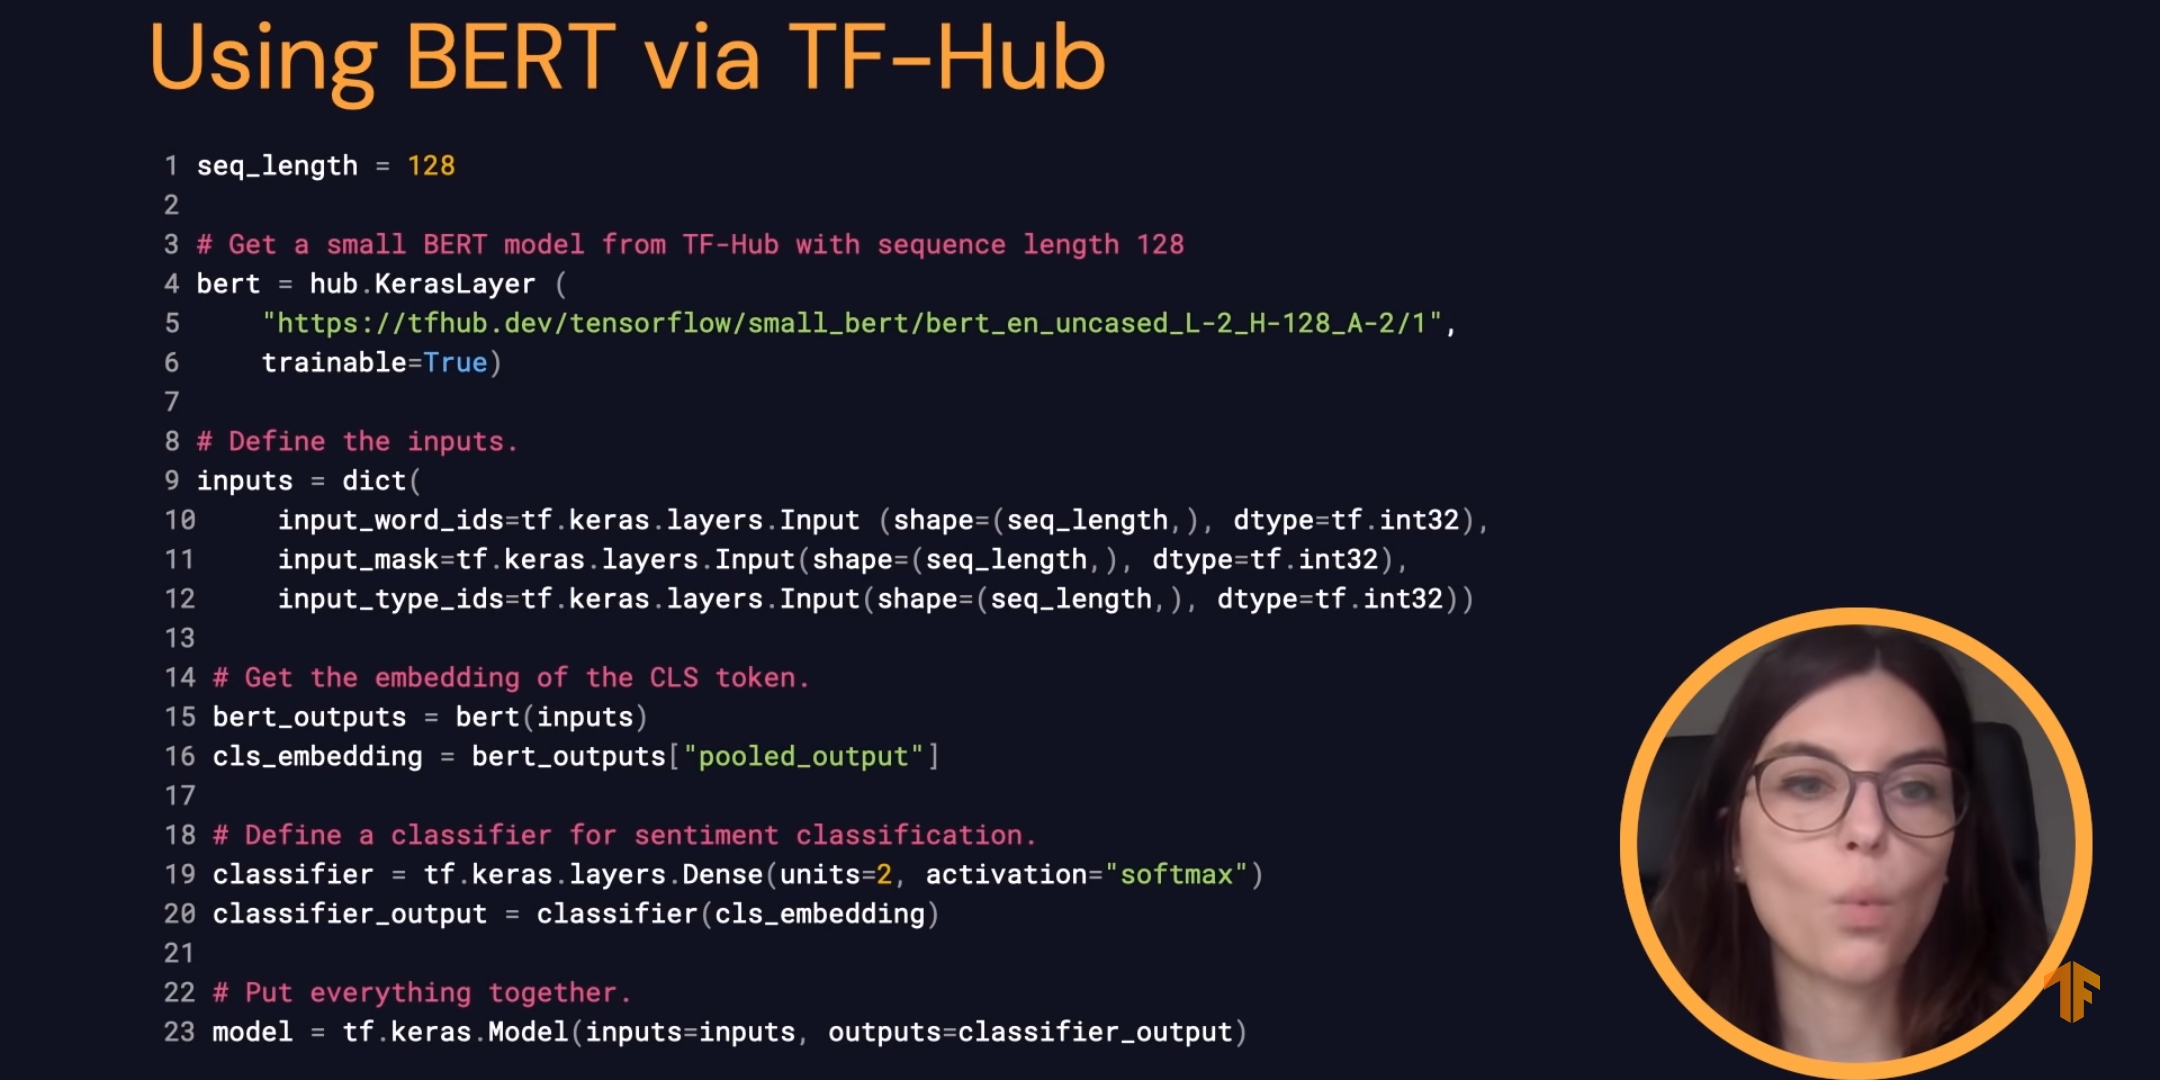 Using BERT via TF-Hub
1 seq_length = 128
2
3 # Get a small BERT model from TF-Hub with sequence length 128
4 bert = hub.KerasLayer (
5     "https://tfhub.dev/tensorflow/small_bert/bert_en_uncased_L-2_H-128_A-2/1",
6     trainable=True)
7
8 # Define the inputs.
9 inputs = dict(
10     input_word_ids=tf.keras.layers.Input (shape=(seq_length,), dtype=tf.int32),
11     input_mask=tf.keras.layers.Input(shape=(seq_length,), dtype=tf.int32),
12     input_type_ids=tf.keras.layers.Input(shape=(seq_length,), dtype=tf.int32))
13
14 # Get the embedding of the CLS token.
15 bert_outputs = bert(inputs)
16 cls_embedding = bert_outputs["pooled_output"]
17
18 # Define a classifier for sentiment classification.
19 classifier = tf.keras.layers.Dense(units=2, activation="softmax")
20 classifier_output = classifier(cls_embedding)
21
22 # Put everything together.
23 model = tf.keras.Model(inputs=inputs, outputs=classifier_output)